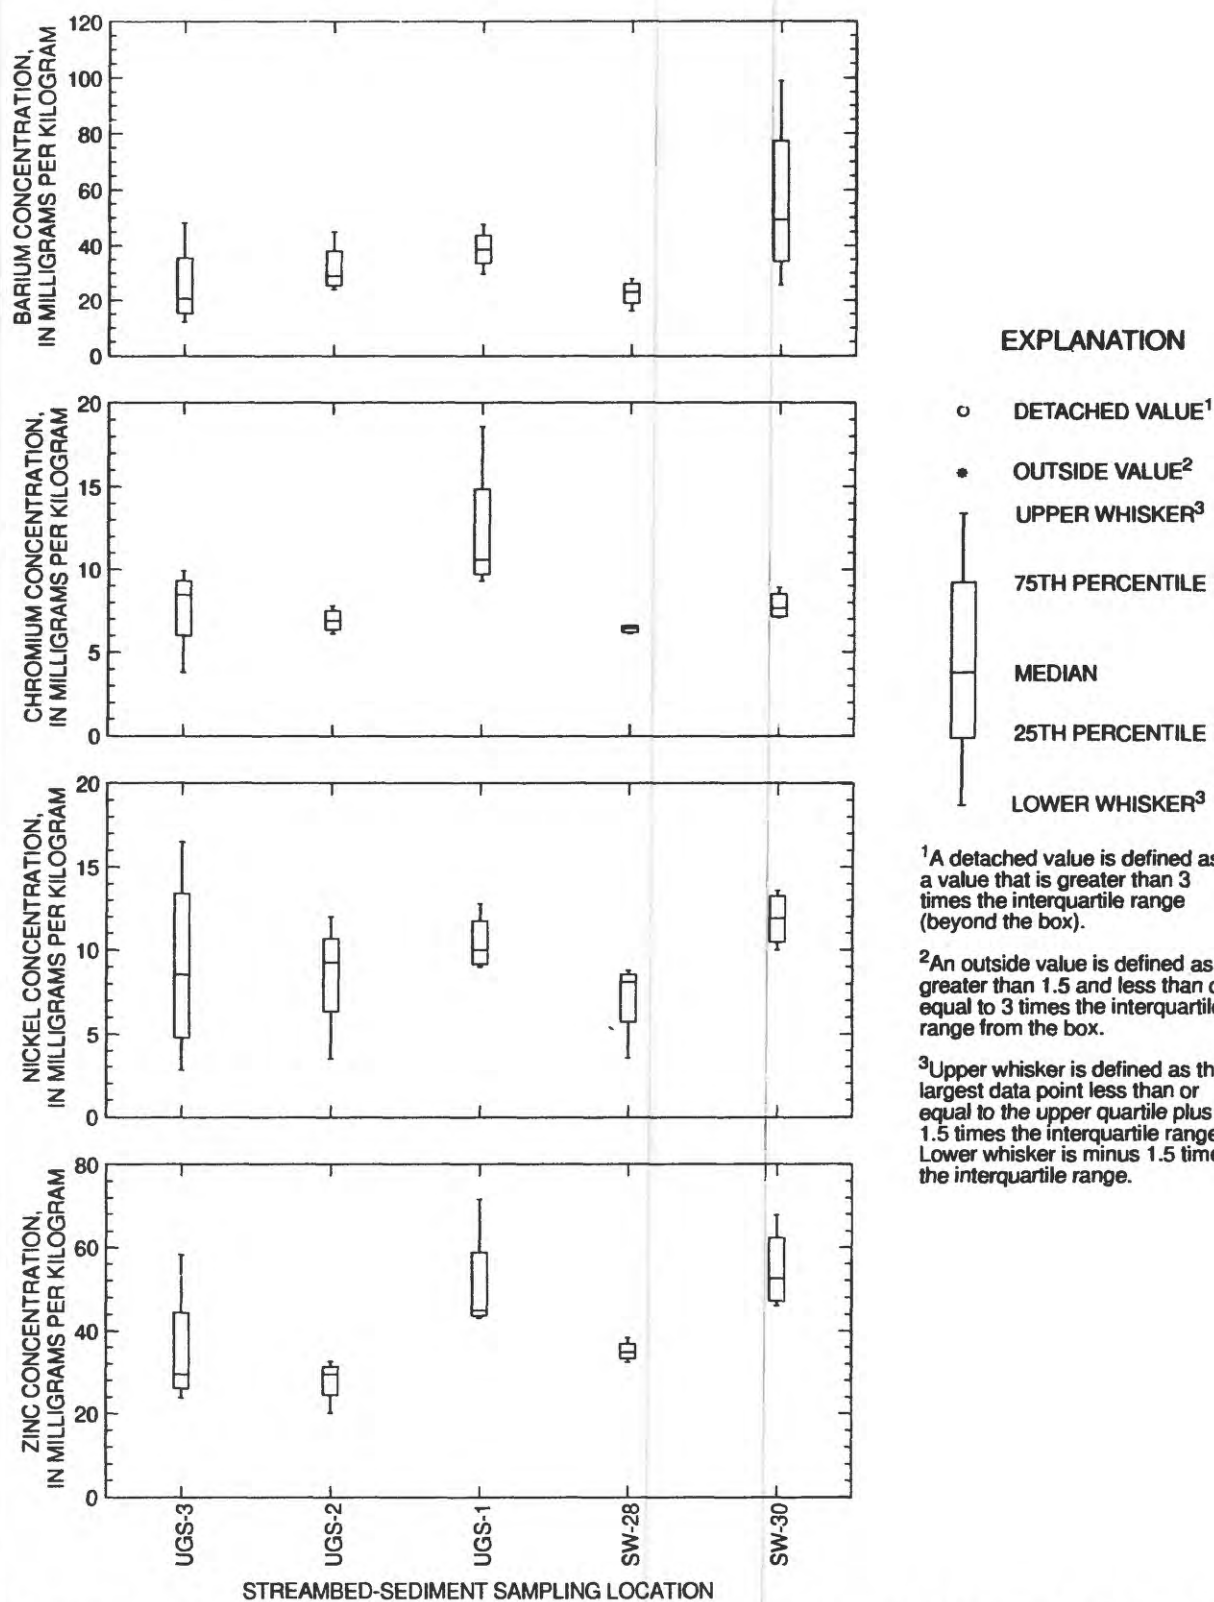 BARIUM CONCENTRATION,
IN MILLIGRAMS PER KILOGRAM
120
100
80
60
40
20
0
CHROMIUM CONCENTRATION,
IN MILLIGRAMS PER KILOGRAM
20
15
10
5
0
NICKEL CONCENTRATION,
IN MILLIGRAMS PER KILOGRAM
20
15
10
5
0
ZINC CONCENTRATION,
IN MILLIGRAMS PER KILOGRAM
80
60
40
20
0
UGS-3
UGS-2
UGS-1
SW-28
SW-30
STREAMBED-SEDIMENT SAMPLING LOCATION
EXPLANATION
DETACHED VALUE¹
OUTSIDE VALUE²
UPPER WHISKER³
75TH PERCENTILE
MEDIAN
25TH PERCENTILE
LOWER WHISKER³
¹A detached value is defined as
a value that is greater than 3
times the interquartile range
(beyond the box).
²An outside value is defined as
greater than 1.5 and less than
equal to 3 times the interquartile
range from the box.
³Upper whisker is defined as
largest data point less than or
equal to the upper quartile plus
1.5 times the interquartile range
Lower whisker is minus 1.5
the interquartile range.